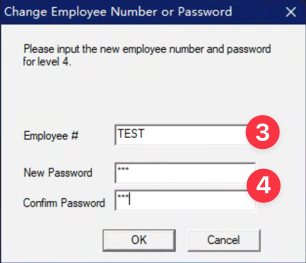 Change Employee Number or Password
Please input the new employee number and password
for level 4.
Employee # TEST 3
New Password ***
4
Confirm Password ***
OK Cancel